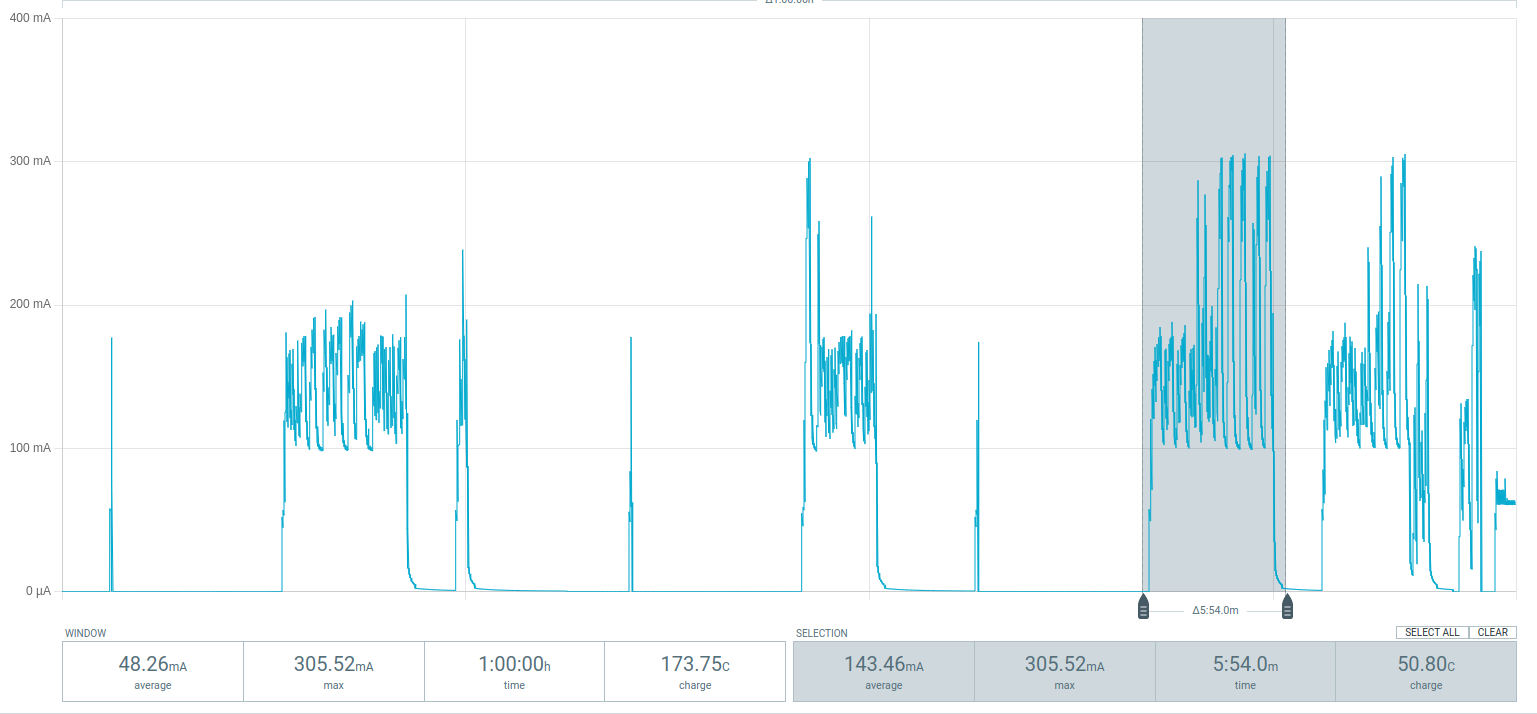 400 mA
300 mA
200 mA
100 mA
0 µA
Δ5:54.0m
WINDOW
SELECTION
SELECT ALL CLEAR
48.26mA 305.52mA 1:00:00h 173.75C 143.46mA 305.52mA 5:54.0m 50.80C
average max time charge average max time charge